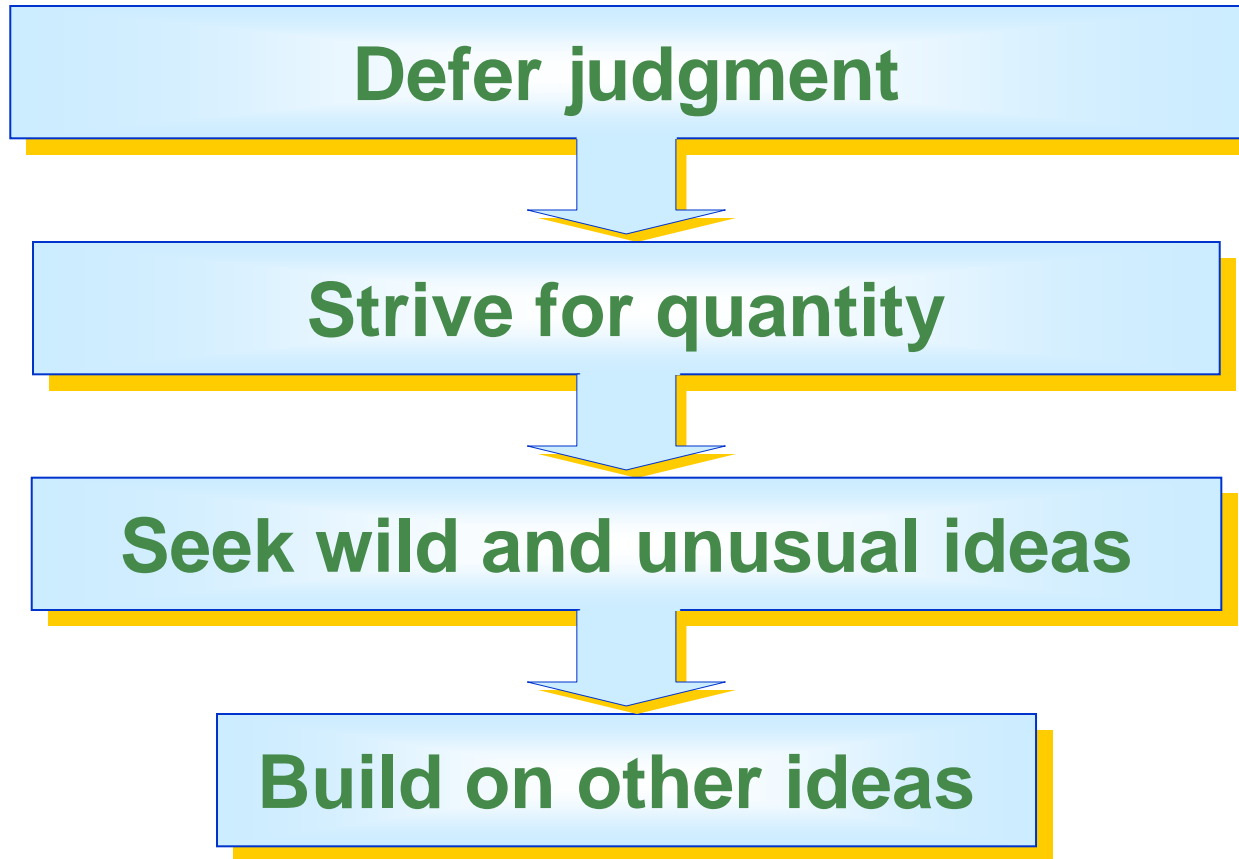 Defer judgment
Strive for quantity
Seek wild and unusual ideas
Build on other ideas